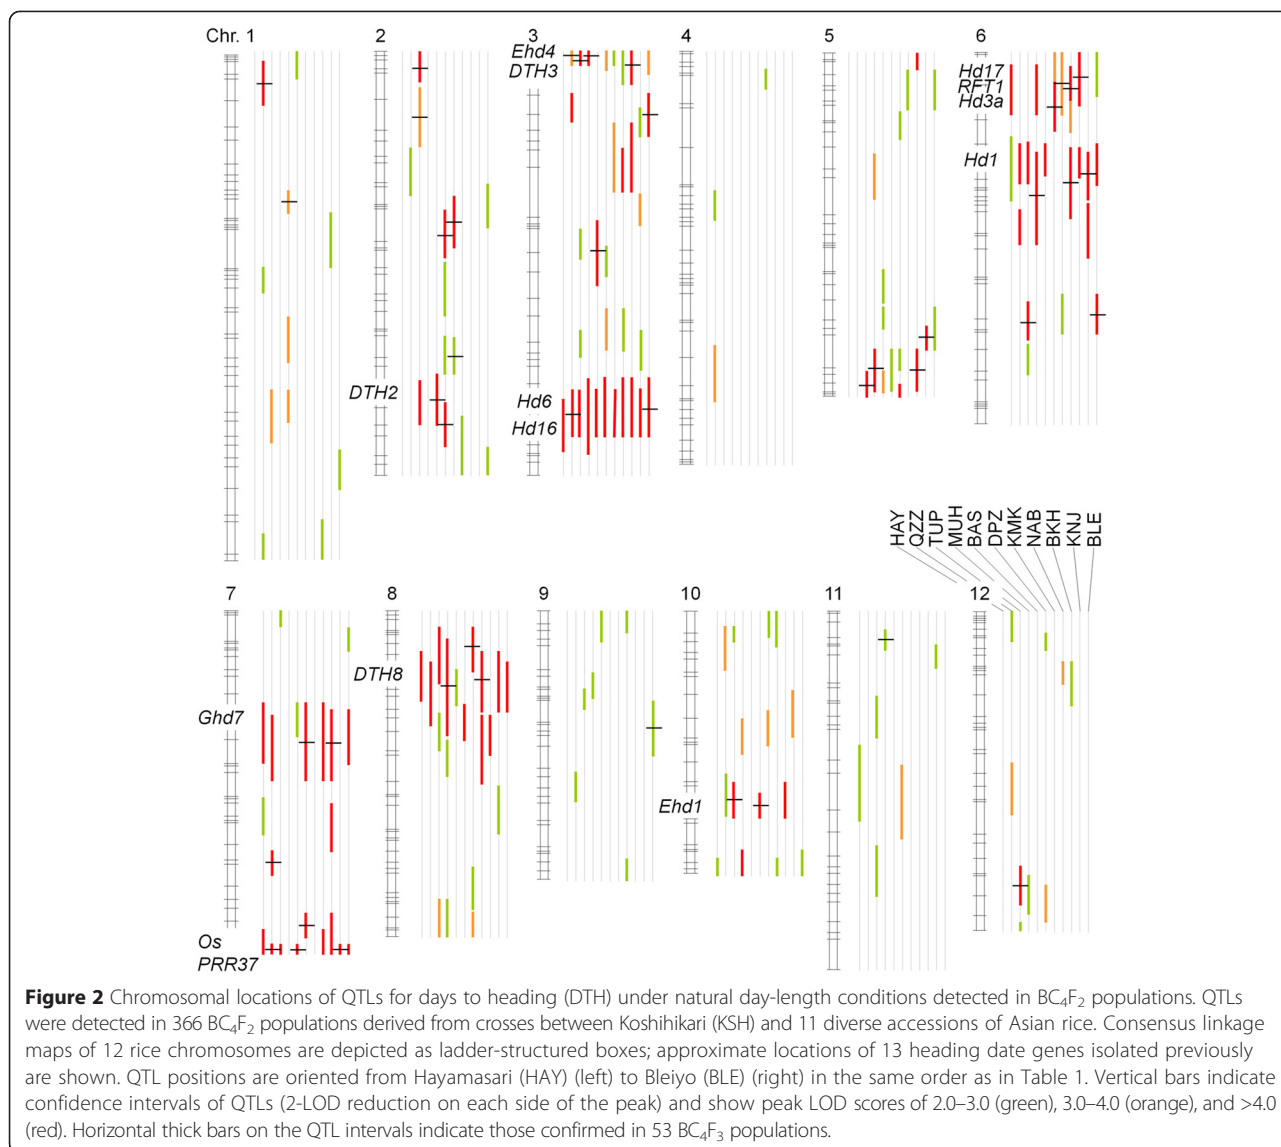 Chr. 1
2
3
4
5
6
Ehd4
DTH3
Hd17
RFT1
Hd3a
Hd1
DTH2
Hd6
Hd16
HAY
QZZ
TUP
MUH
BAS
DPZ
KMK
NAB
BKH
KNJ
BLE
7
8
9
10
11
12
DTH8
Ghd7
Ehd1
Os
PRR37
Figure 2 Chromosomal locations of QTLs for days to heading (DTH) under natural day-length conditions detected in BC₄F₂ populations. QTLs
were detected in 366 BC₄F₂ populations derived from crosses between Koshihikari (KSH) and 11 diverse accessions of Asian rice. Consensus linkage
maps of 12 rice chromosomes are depicted as ladder-structured boxes; approximate locations of 13 heading date genes isolated previously
are shown. QTL positions are oriented from Hayamasari (HAY) (left) to Bleiyo (BLE) (right) in the same order as in Table 1. Vertical bars indicate
confidence intervals of QTLs (2-LOD reduction on each side of the peak) and show peak LOD scores of 2.0–3.0 (green), 3.0–4.0 (orange), and >4.0
(red). Horizontal thick bars on the QTL intervals indicate those confirmed in 53 BC₄F₃ populations.